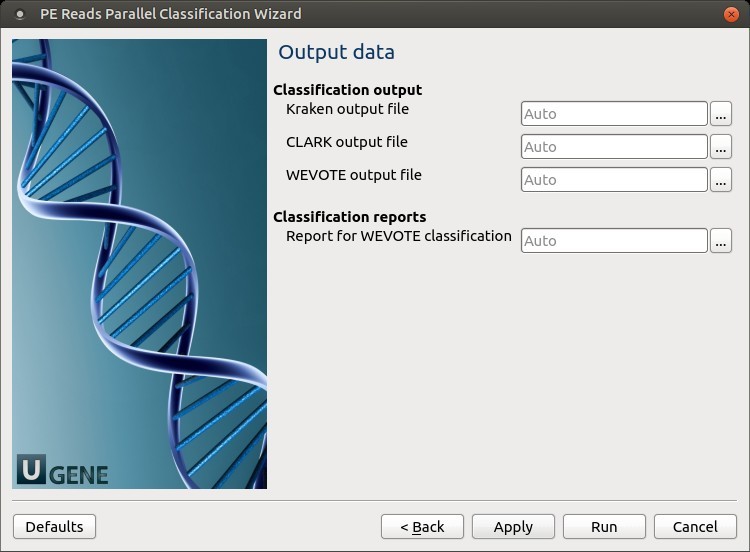 PE Reads Parallel Classification Wizard
Output data
Classification output
Kraken output file Auto ...
CLARK output file Auto ...
WEVOTE output file Auto ...
Classification reports
Report for WEVOTE classification Auto ...
U GENE
Defaults < Back Apply Run Cancel